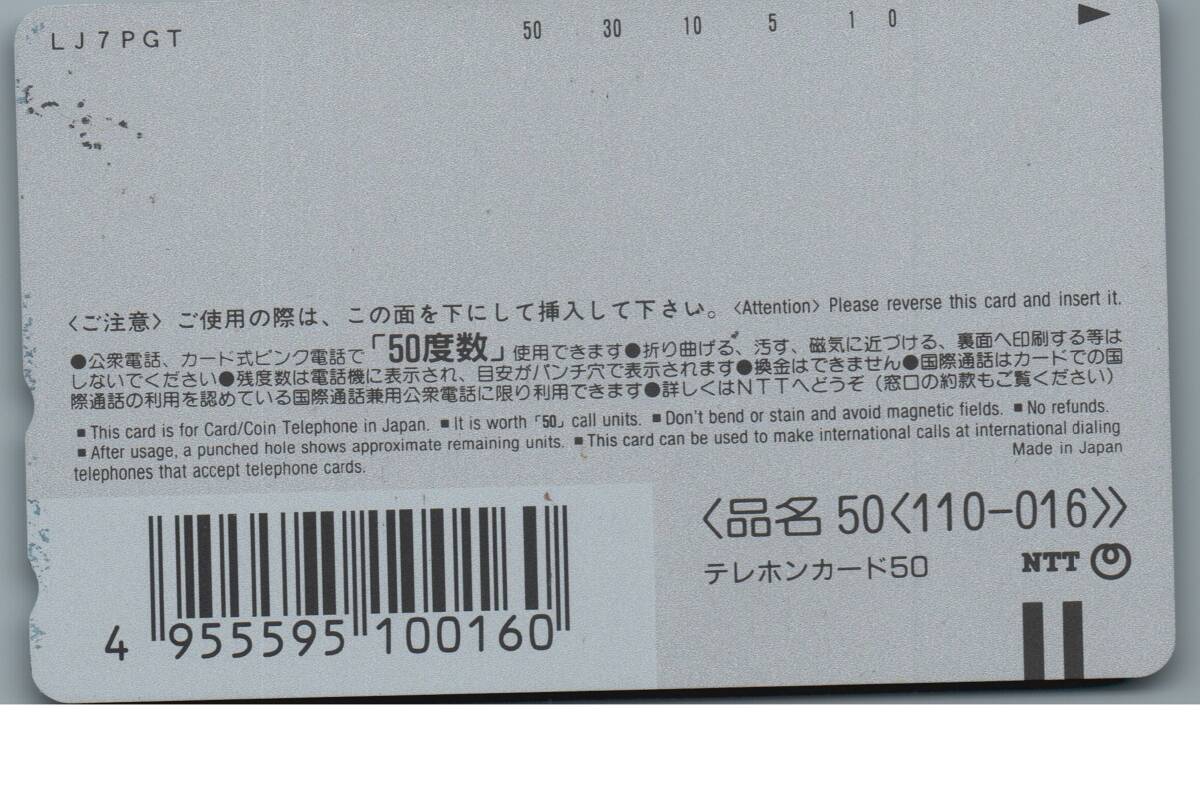 LJ7PGT 50 30 10 5 1 0
〈ご注意〉ご使用の際は、この面を下にして挿入して下さい。〈Attention〉Please reverse this card and insert it.
●公衆電話、カード式ピンク電話で「50度数」使用できます●折り曲げる、汚す、磁気に近づける、裏面へ印刷する等は
しないでください●残度数は電話機に表示され、目安がパンチ穴で表示されます●換金はできません●国際通話はカードでの国
際通話の利用を認めている国際通話兼用公衆電話に限り利用できます●詳しくはNTTへどうぞ（窓口の約款もご覧ください）
■This card is for Card/Coin Telephone in Japan. ■It is worth「50」call units. ■Don't bend or stain and avoid magnetic fields. ■No refunds.
■After usage, a punched hole shows approximate remaining units. ■This card can be used to make international calls at international dialing
telephones that accept telephone cards.
Made in Japan
〈品名 50〈110-016〉〉
テレホンカード50 NTT
4 955595 100160